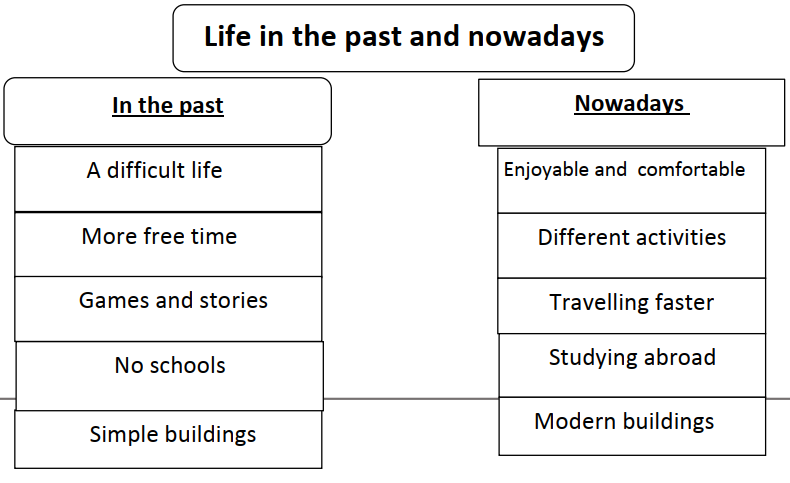 Life in the past and nowadays
In the past
A difficult life
More free time
Games and stories
No schools
Simple buildings
Nowadays
Enjoyable and comfortable
Different activities
Travelling faster
Studying abroad
Modern buildings